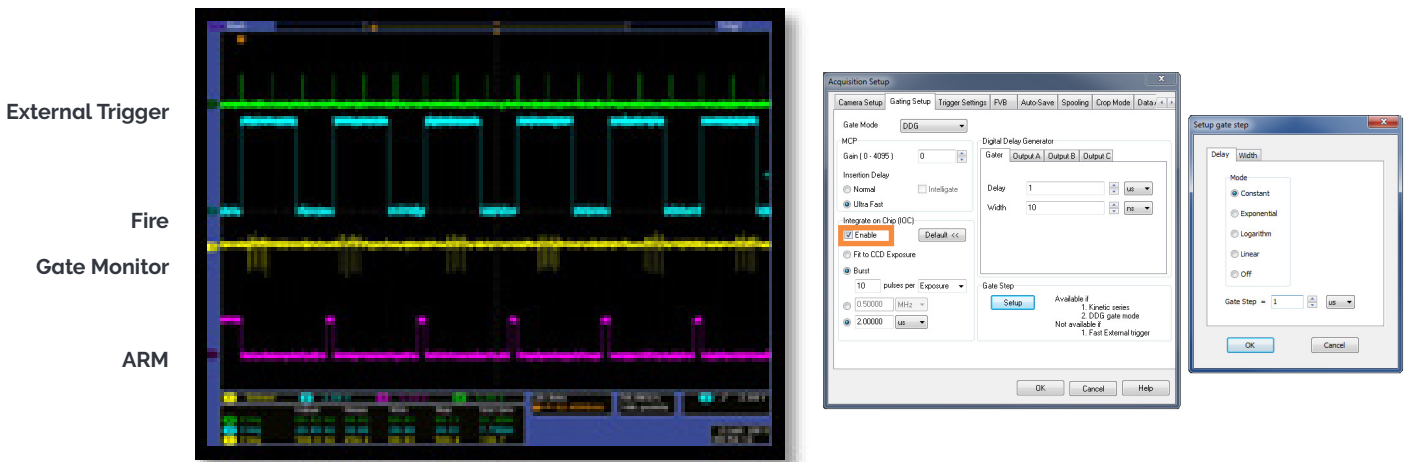 External Trigger
Fire
Gate Monitor
ARM
Acquisition Setup
Camera Setup Gating Setup Trigger Settings FVB Auto-Save Spooling Crop Mode Data
Gate Mode DDG
MCP
Gain ( 0 - 4095 ) 0
Insertion Delay
Normal Intelligate
Ultra Fast
Integrate on Chip (IOC)
Enable Default <<
Fit to CCD Exposure
Burst
10 pulses per Exposure
0.50000 MHz
2.00000 us
Digital Delay Generator
Gater Output A Output B Output C
Delay 1 us
Width 10 ns
Gate Step
Setup Available if
1. Kinetic series
2. DDG gate mode
Not available if
1. Fast External trigger
OK Cancel Help
Setup gate step
Delay Width
Mode
Constant
Exponential
Logarithm
Linear
Off
Gate Step = 1 us
OK Cancel